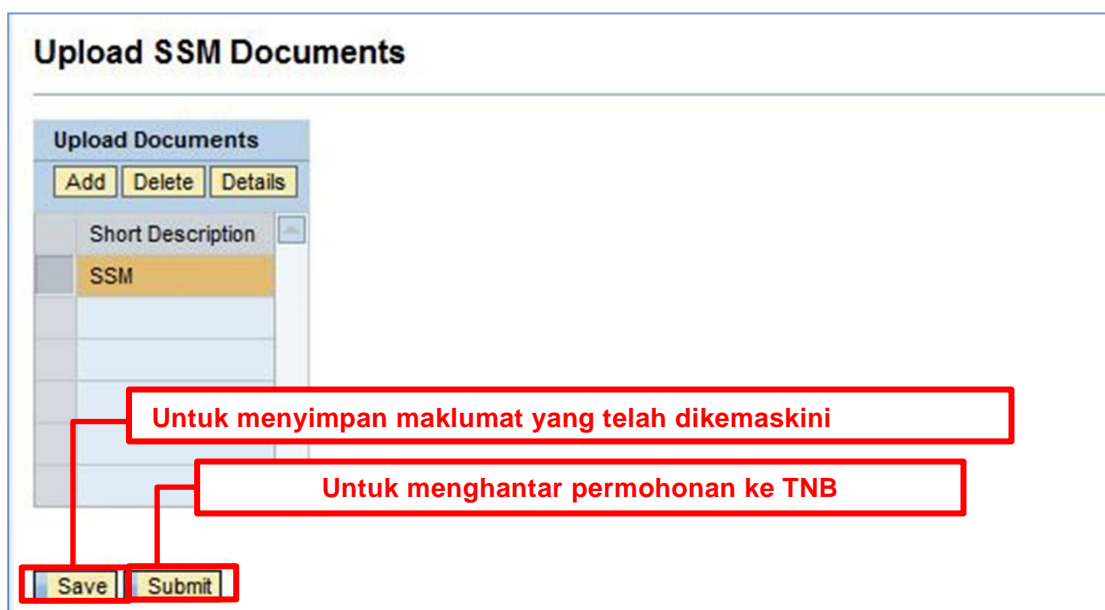 Upload SSM Documents
Upload Documents
Add Delete Details
Short Description
SSM
Untuk menyimpan maklumat yang telah dikemaskini
Untuk menghantar permohonan ke TNB
Save Submit